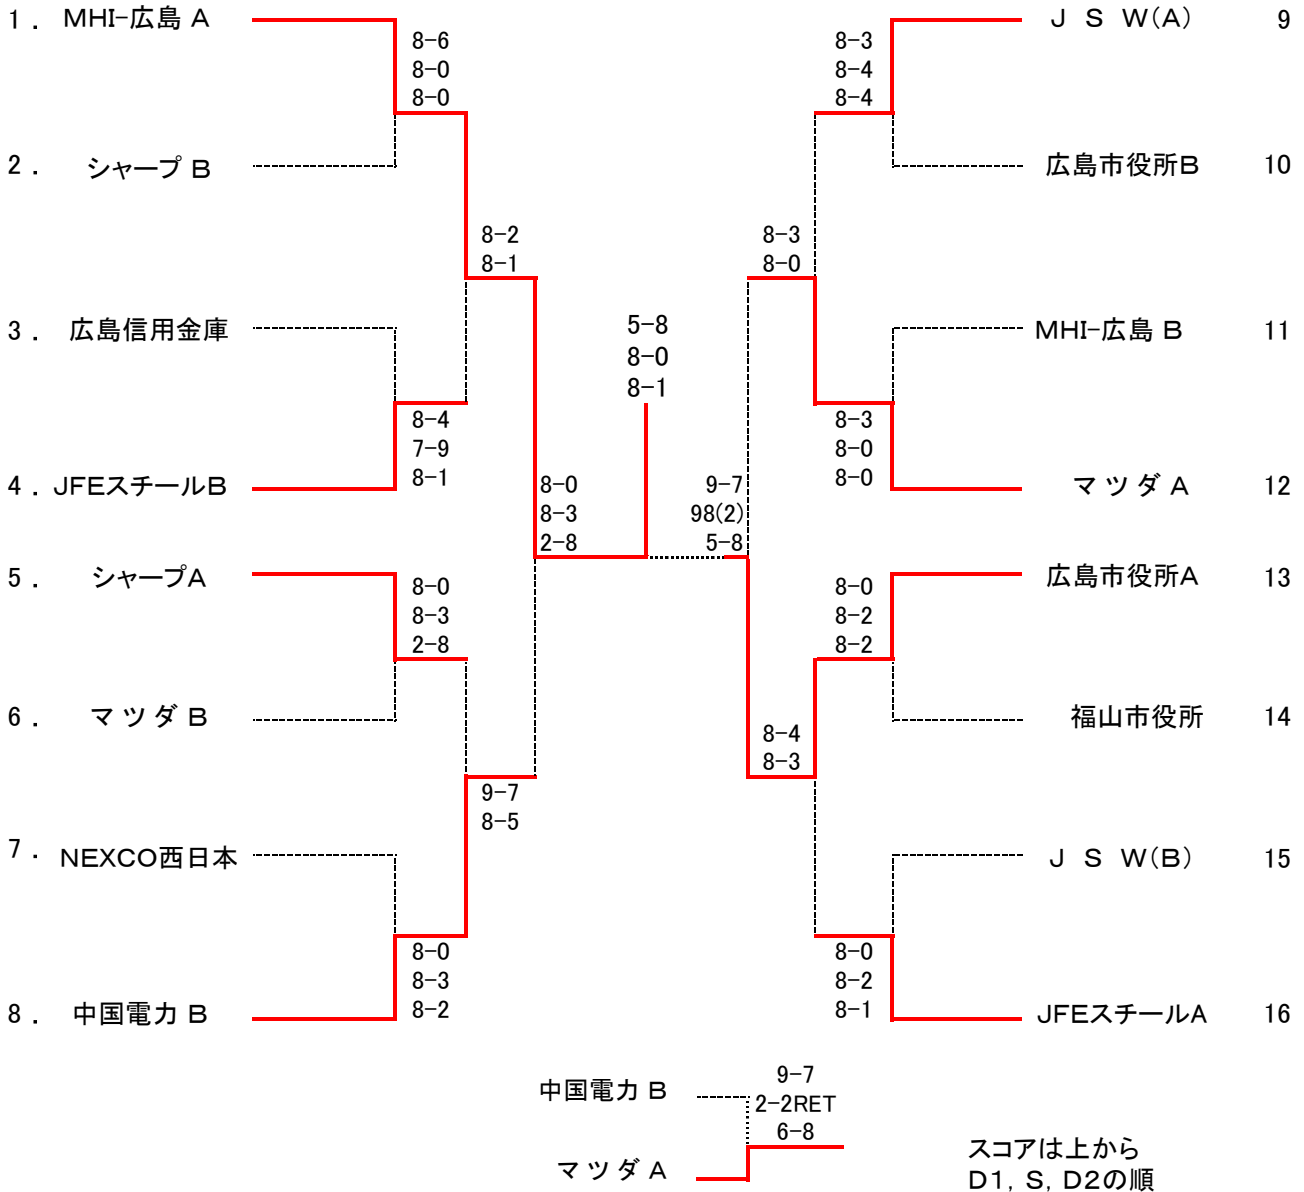 1． MHI-広島 A
8-6
8-0
8-0
2． シャープ B
8-2
8-1
3． 広島信用金庫
8-4
7-9
8-1
4．JFEスチールB
8-0
8-3
2-8
5． シャープA
8-0
8-3
2-8
6． マツダ B
9-7
8-5
7．NEXCO西日本
8-0
8-3
8-2
8． 中国電力 B
5-8
8-0
8-1
ＪＳＷ(A) 9
8-3
8-4
8-4
広島市役所B 10
8-3
8-0
MHI-広島 B 11
8-3
8-0
8-0
マツダ A 12
9-7
98(2)
5-8
広島市役所A 13
8-0
8-2
8-2
福山市役所 14
8-4
8-3
ＪＳＷ(B) 15
8-0
8-2
8-1
JFEスチールA 16
中国電力 B
9-7
2-2RET
6-8
マツダ A
スコアは上から
D1, S, D2の順